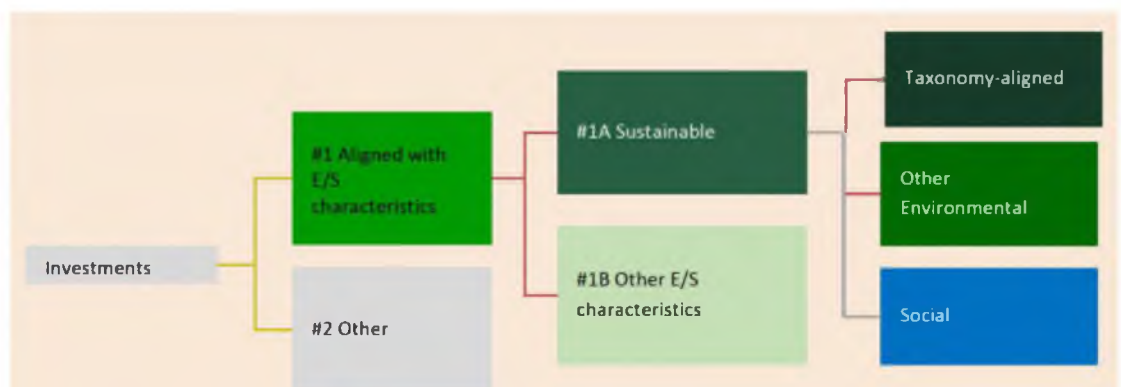 Investments
#1 Aligned with
E/S
characteristics
#2 Other
#1A Sustainable
#1B Other E/S
characteristics
Taxonomy-aligned
Other
Environmental
Social